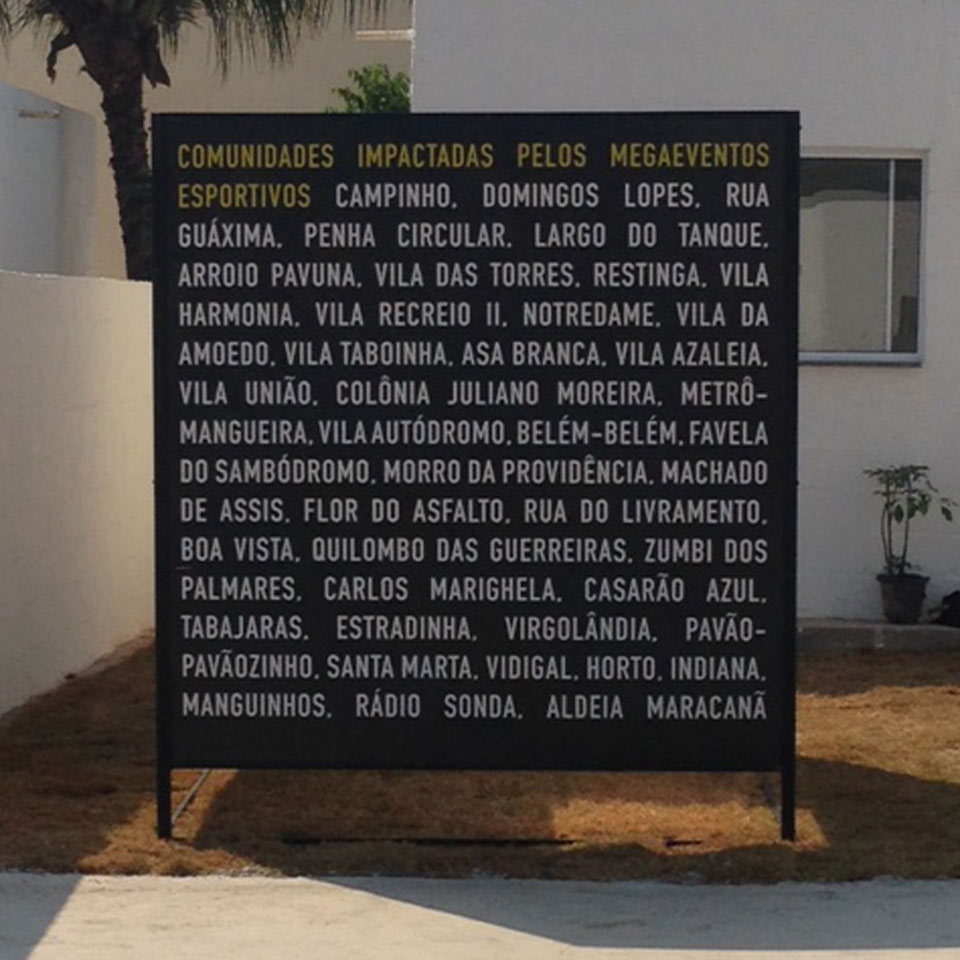 COMUNIDADES IMPACTADAS PELOS MEGAEVENTOS
ESPORTIVOS CAMPINHO, DOMINGOS LOPES, RUA
GUÁXIMA, PENHA CIRCULAR, LARGO DO TANQUE,
ARROIO PAVUNA, VILA DAS TORRES, RESTINGA, VILA
HARMONIA, VILA RECREIO II, NOTREDAME, VILA DA
AMOEDO, VILA TABOINHA, ASA BRANCA, VILA AZALEIA,
VILA UNIÃO, COLÔNIA JULIANO MOREIRA, METRÔ-
MANGUEIRA, VILA AUTÓDROMO, BELÉM-BELÉM, FAVELA
DO SAMBÓDROMO, MORRO DA PROVIDÊNCIA, MACHADO
DE ASSIS, FLOR DO ASFALTO, RUA DO LIVRAMENTO,
BOA VISTA, QUILOMBO DAS GUERREIRAS, ZUMBI DOS
PALMARES, CARLOS MARIGHELA, CASARÃO AZUL,
TABAJARAS, ESTRADINHA, VIRGOLÂNDIA, PAVÃO-
PAVÃOZINHO, SANTA MARTA, VIDIGAL, HORTO, INDIANA,
MANGUINHOS, RÁDIO SONDA, ALDEIA MARACANÃ